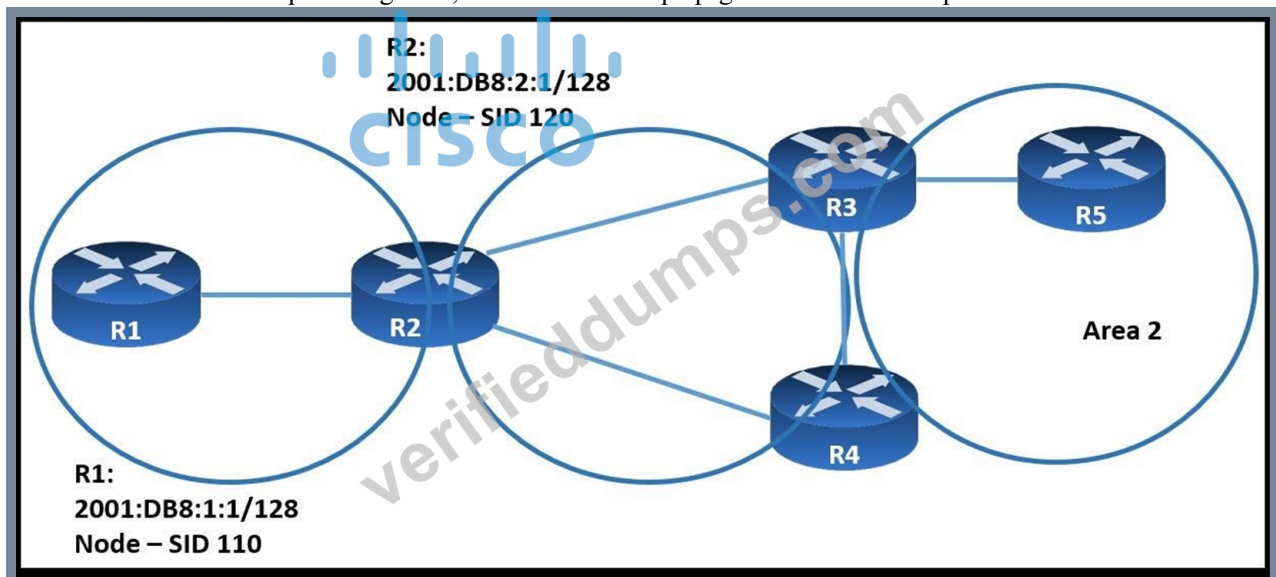 R2:
2001:DB8:2:1/128
Node – SID 120
CISCO
R3
R5
R1
R2
Area 2
R4
R1:
2001:DB8:1:1/128
Node – SID 110
verifieddumps.com